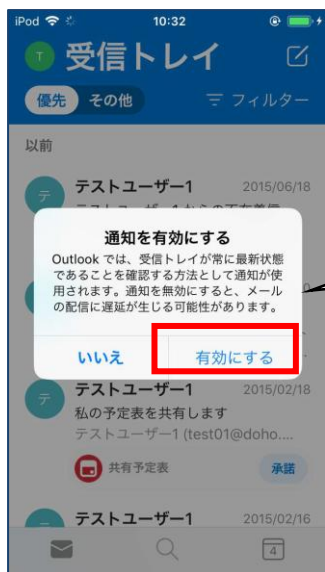 iPod 10:32
T 受信トレイ
優先 その他 フィルター
以前
テ テストユーザー1 2015/06/18
通知を有効にする
Outlook では、受信トレイが常に最新状態
であることを確認する方法として通知が使
用されます。通知を無効にすると、メール
の配信に遅延が生じる可能性があります。
いいえ 有効にする
テ テストユーザー1 2015/02/18
私の予定表を共有します
テストユーザー1 (test01@doho....
共有予定表 承諾
テ テストユーザー1 2015/02/16
4